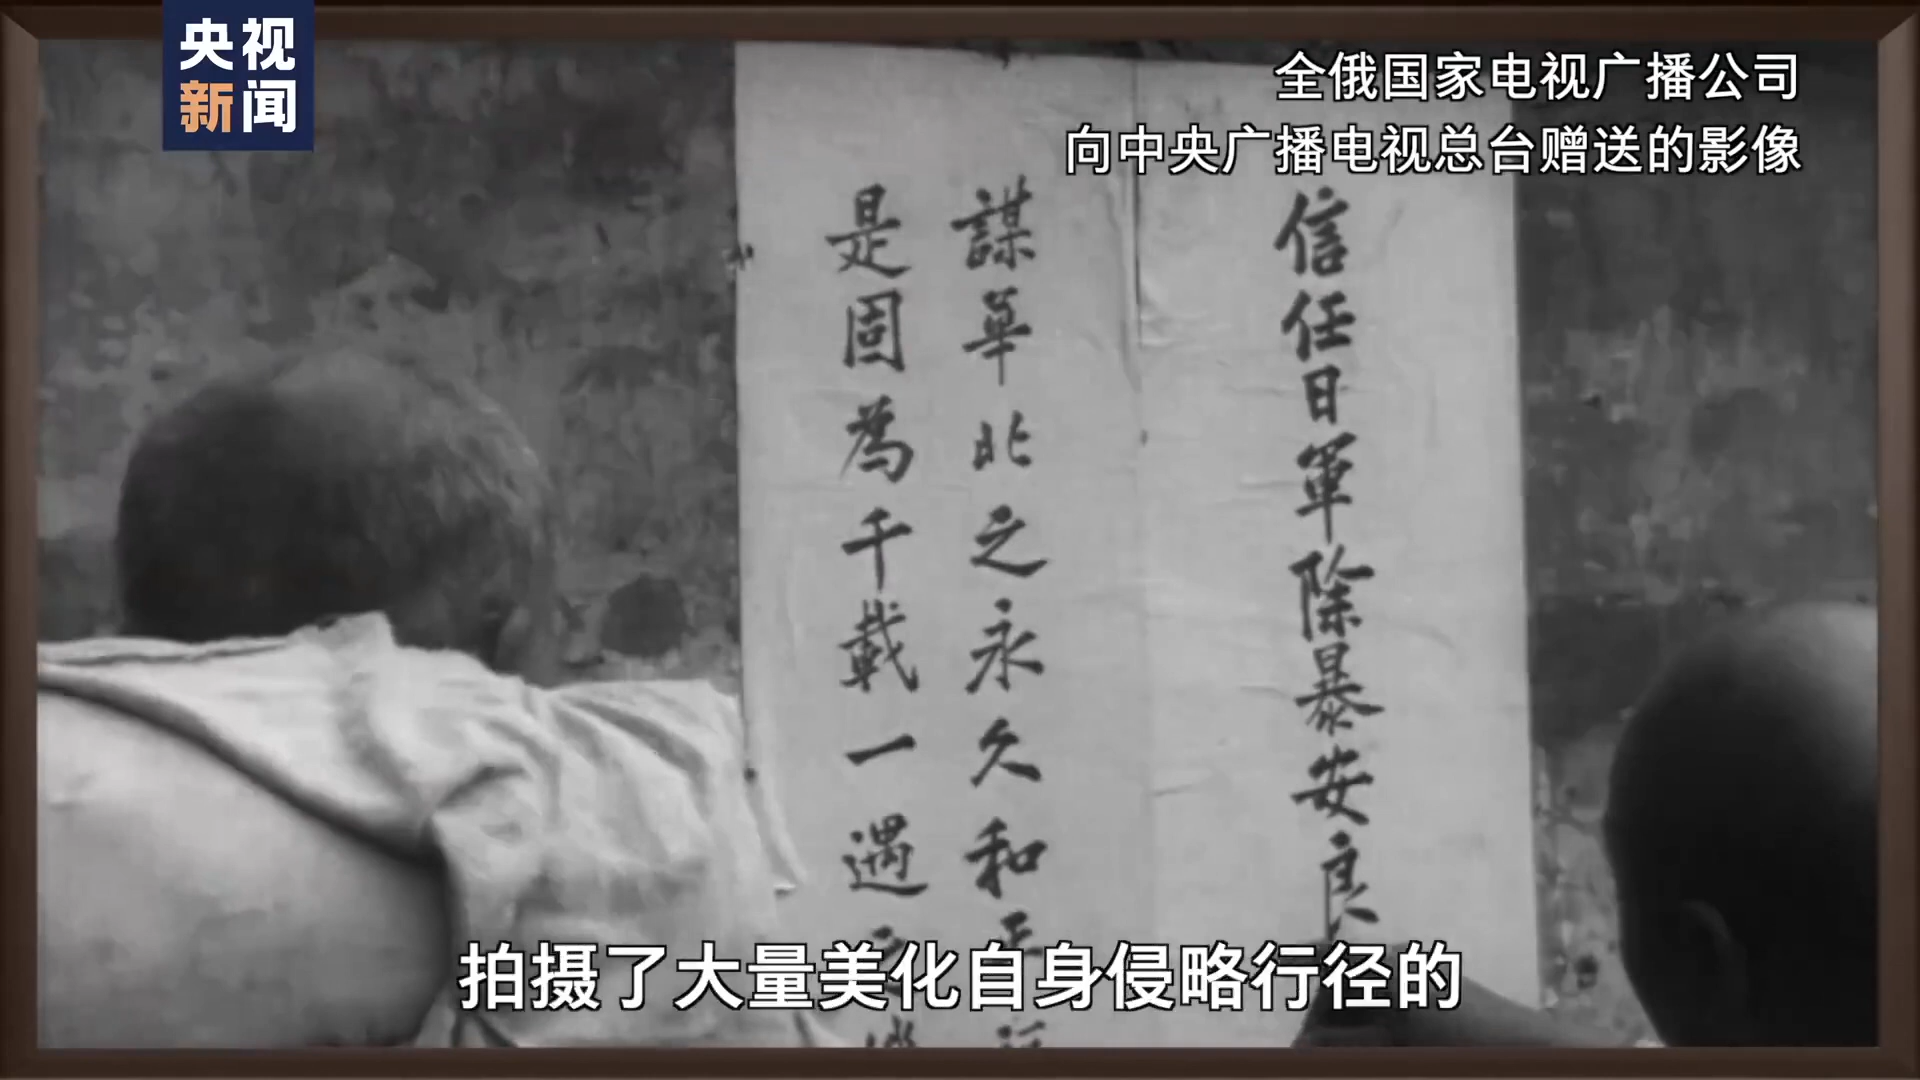 央视
新闻
全俄国家电视广播公司
向中央广播电视总台赠送的影像
信任日軍除暴安良
謀華北之永久和
是固為千載一遇
拍摄了大量美化自身侵略行径的